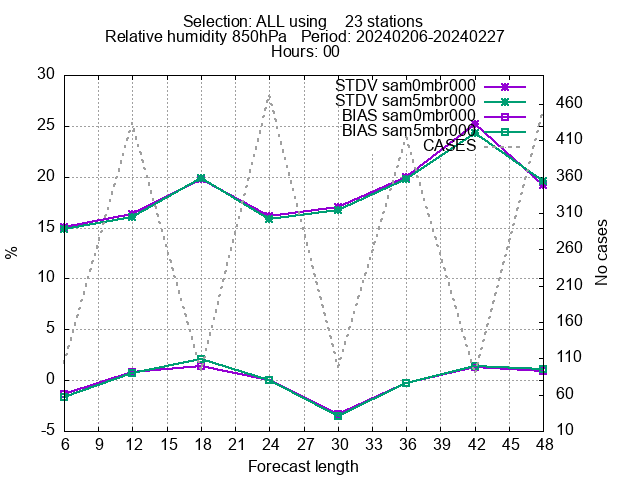 Selection: ALL using 23 stations
Relative humidity 850hPa Period: 20240206-20240227
Hours: 00
STDV sam0mbr000
STDV sam5mbr000
BIAS sam0mbr000
BIAS sam5mbr000
CASES
30
25
20
15
10
5
0
-5
%
460
410
360
310
260
210
160
110
60
10
No cases
6 9 12 15 18 21 24 27 30 33 36 39 42 45 48
Forecast length